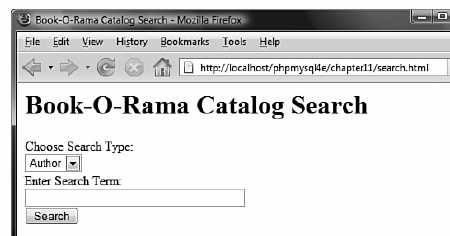 Book-O-Rama Catalog Search - Mozilla Firefox
File Edit View History Bookmarks Tools Help
http://localhost/phpmysql4e/chapter11/search.html
Book-O-Rama Catalog Search
Choose Search Type:
Author
Enter Search Term:
Search